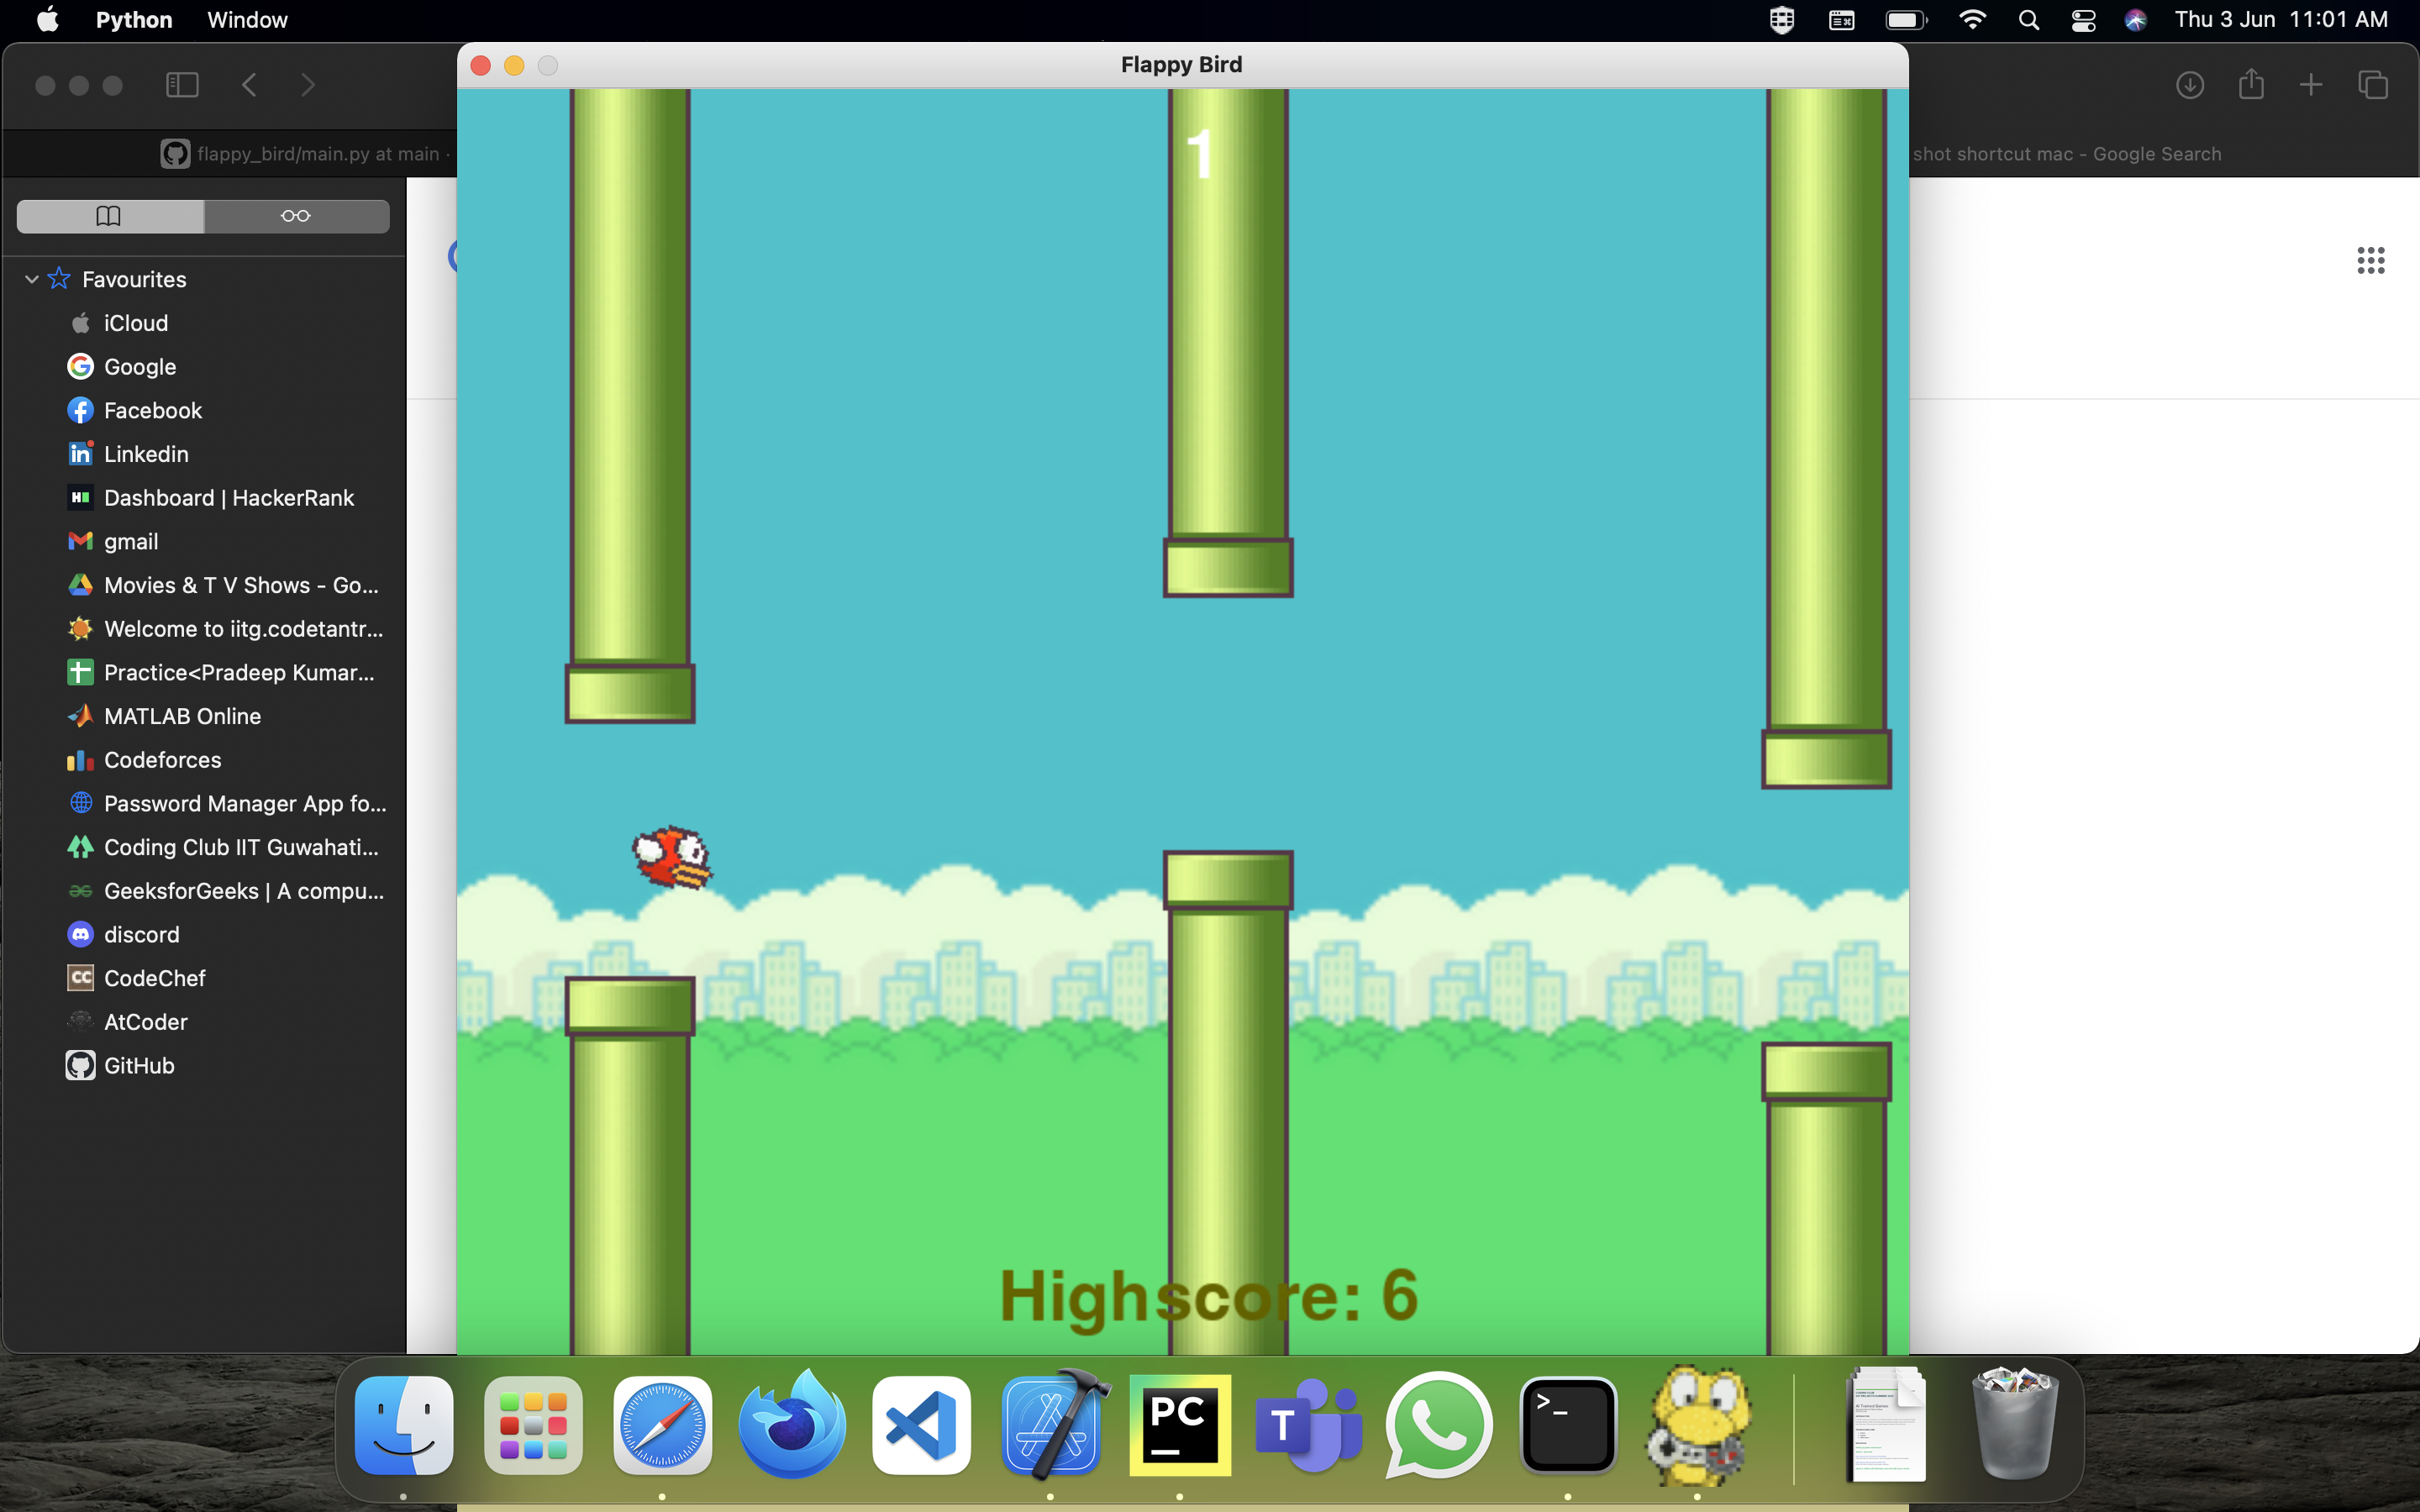 Python Window
Thu 3 Jun 11:01 AM
Flappy Bird
flappy_bird/main.py at main ·
shot shortcut mac - Google Search
1
Favourites
iCloud
Google
Facebook
in Linkedin
H Dashboard | HackerRank
gmail
Movies & T V Shows - Go...
Welcome to iitg.codetantr...
Practice<Pradeep Kumar...
MATLAB Online
Codeforces
Password Manager App fo...
Coding Club IIT Guwahati...
GeeksforGeeks | A compu...
discord
CC CodeChef
AtCoder
GitHub
Highscore: 6
PC
T
>_